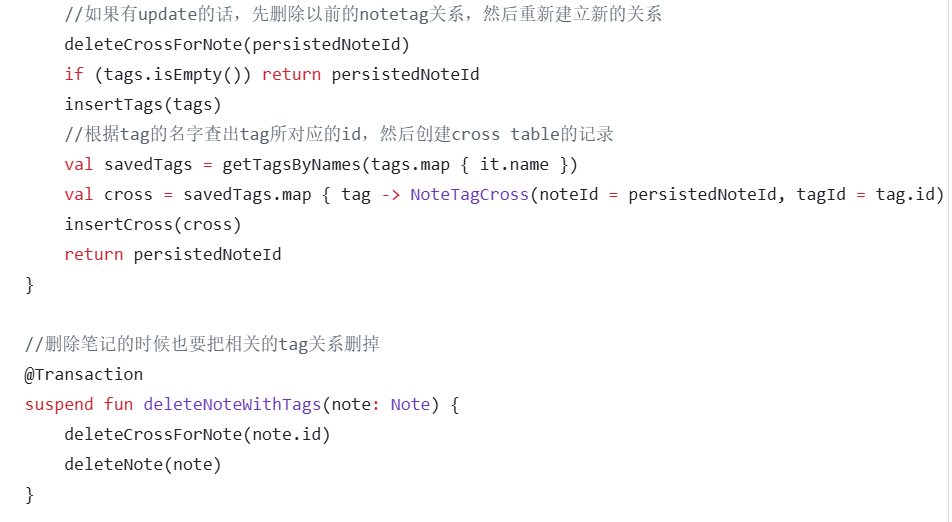 //如果有update的话，先删除以前的notetag关系，然后重新建立新的关系
deleteCrossForNote(persistedNoteId)
if (tags.isEmpty()) return persistedNoteId
insertTags(tags)
//根据tag的名字查出tag所对应的id，然后创建cross table的记录
val savedTags = getTagsByNames(tags.map { it.name })
val cross = savedTags.map { tag -> NoteTagCross(noteId = persistedNoteId, tagId = tag.id)
insertCross(cross)
return persistedNoteId
}
//删除笔记的时候也要把相关的tag关系删掉
@Transaction
suspend fun deleteNoteWithTags(note: Note) {
deleteCrossForNote(note.id)
deleteNote(note)
}